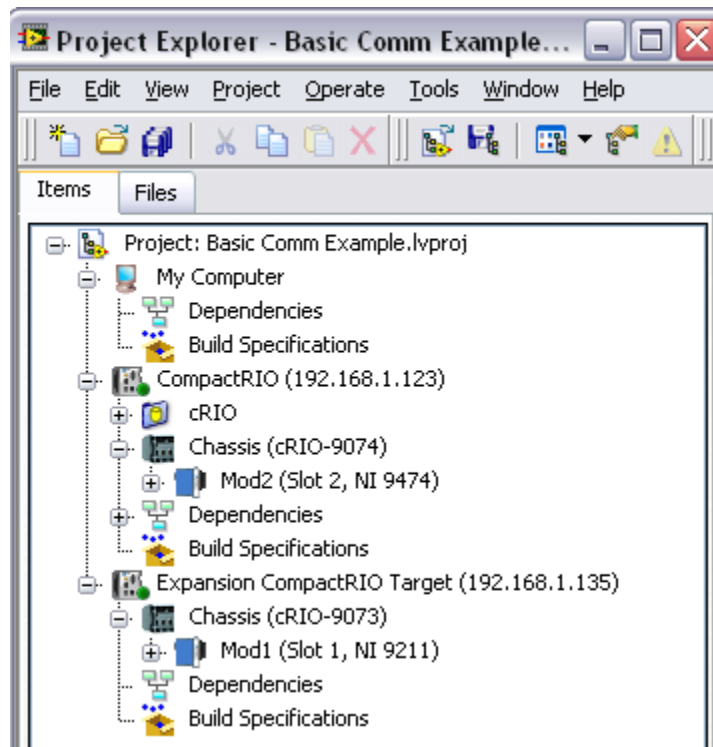 Project Explorer - Basic Comm Example...
File Edit View Project Operate Tools Window Help
Items Files
Project: Basic Comm Example.lvproj
My Computer
Dependencies
Build Specifications
CompactRIO (192.168.1.123)
cRIO
Chassis (cRIO-9074)
Mod2 (Slot 2, NI 9474)
Dependencies
Build Specifications
Expansion CompactRIO Target (192.168.1.135)
Chassis (cRIO-9073)
Mod1 (Slot 1, NI 9211)
Dependencies
Build Specifications